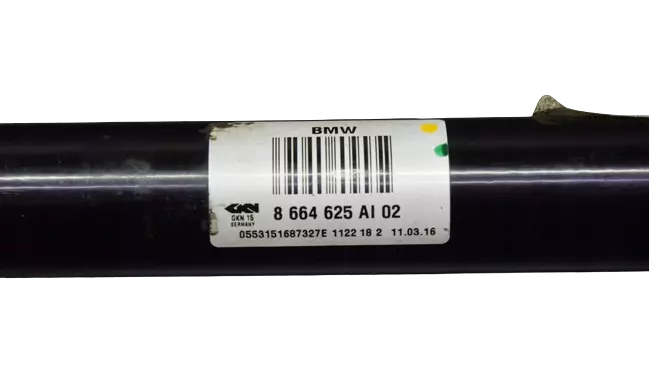 BMW
8 664 625 AI 02
GKN
GKN 15
GERMANY
0553151687327E 1122 18 2 11.03.16